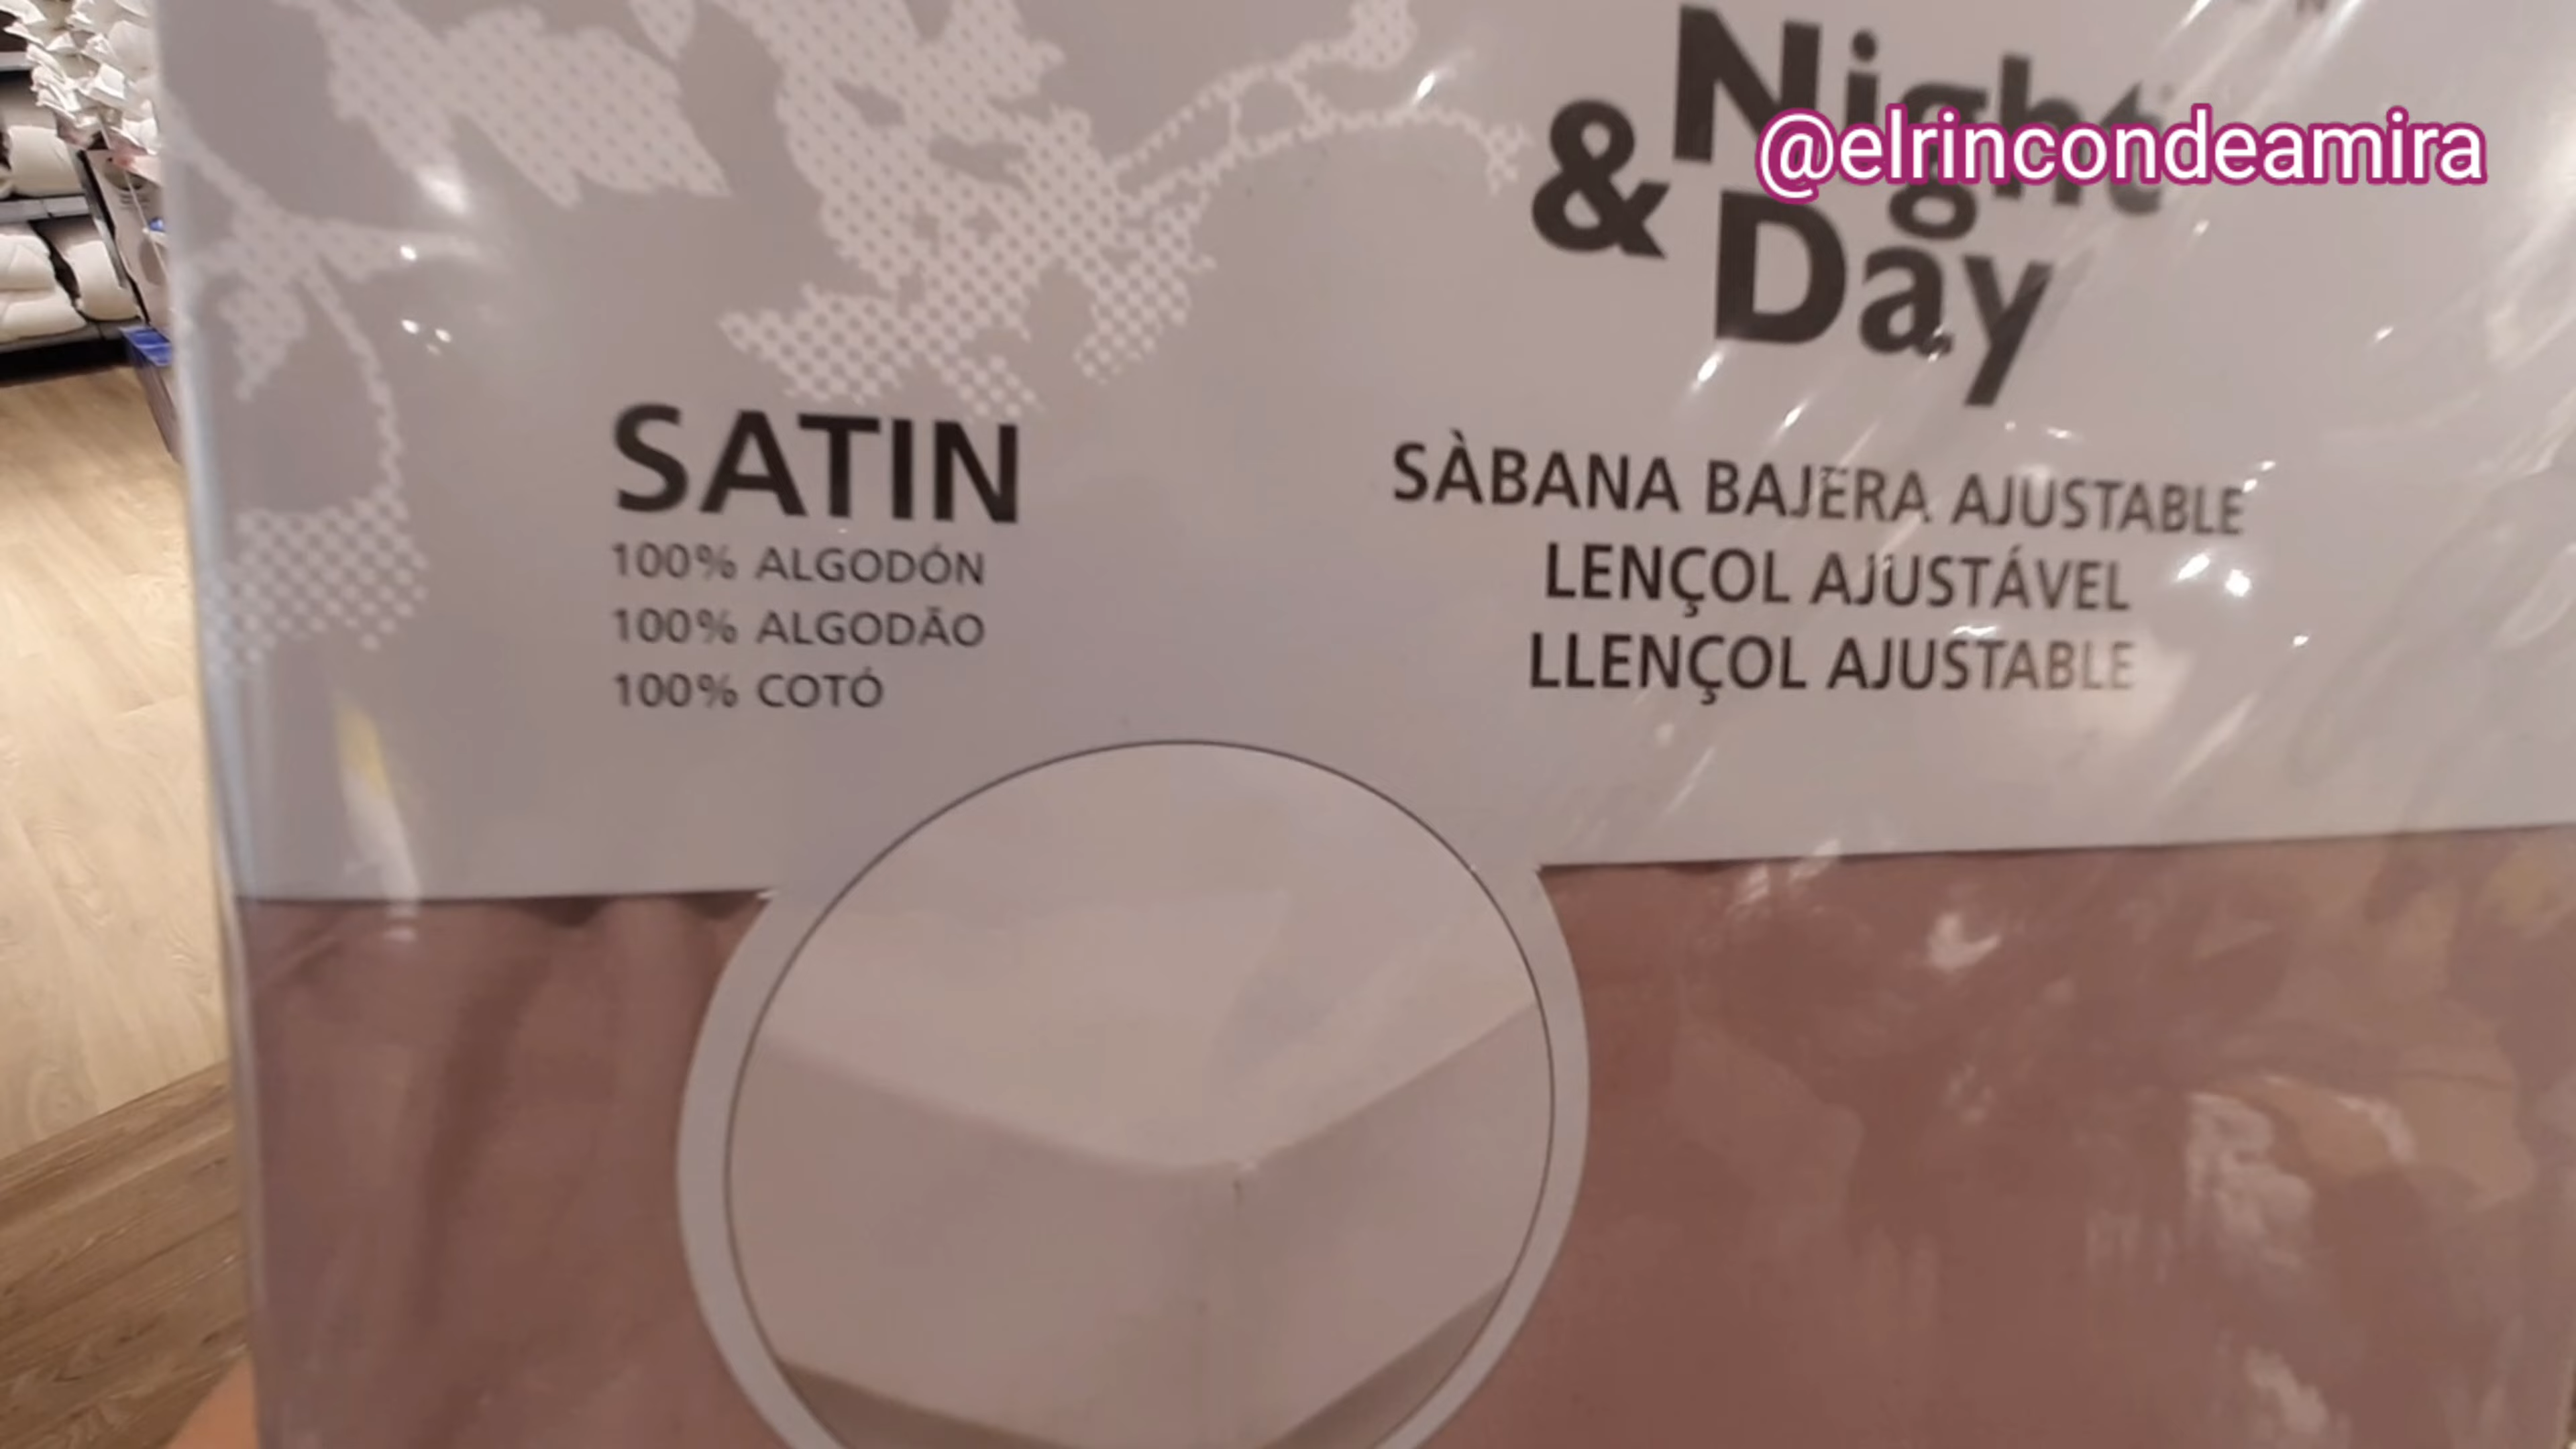 Night
& Day
@elrincondeamira
SATIN
100% ALGODÓN
100% ALGODÃO
100% COTÓ
SÀBANA BAJERA AJUSTABLE
LENÇOL AJUSTÁVEL
LLENÇOL AJUSTABLE